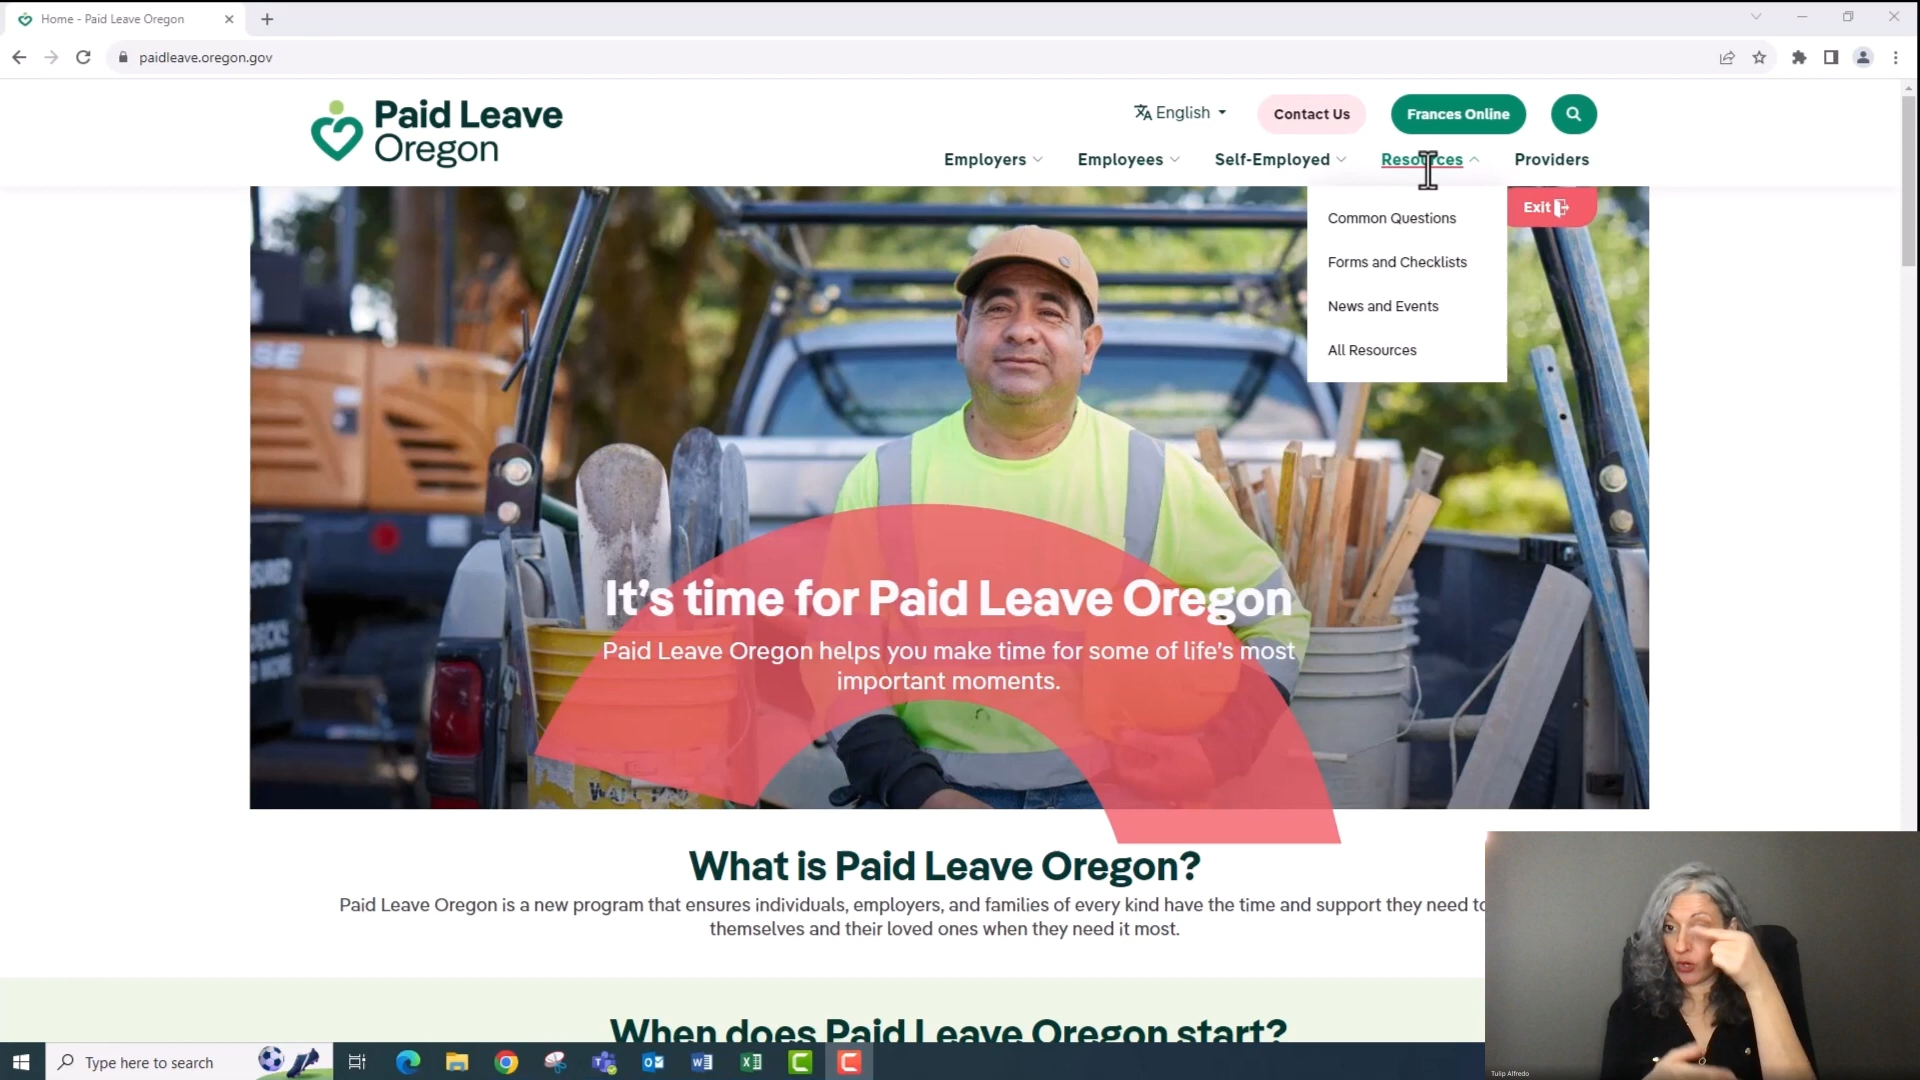 Home - Paid Leave Oregon
paidleave.oregon.gov
Paid Leave
Oregon
English
Contact Us
Frances Online
Employers
Employees
Self-Employed
Resources
Providers
Common Questions
Exit
Forms and Checklists
News and Events
All Resources
It's time for Paid Leave Oregon
Paid Leave Oregon helps you make time for some of life's most
important moments.
What is Paid Leave Oregon?
Paid Leave Oregon is a new program that ensures individuals, employers, and families of every kind have the time and support they need to
themselves and their loved ones when they need it most.
When does Paid Leave Oregon start?
Type here to search
Tulip Alfredo